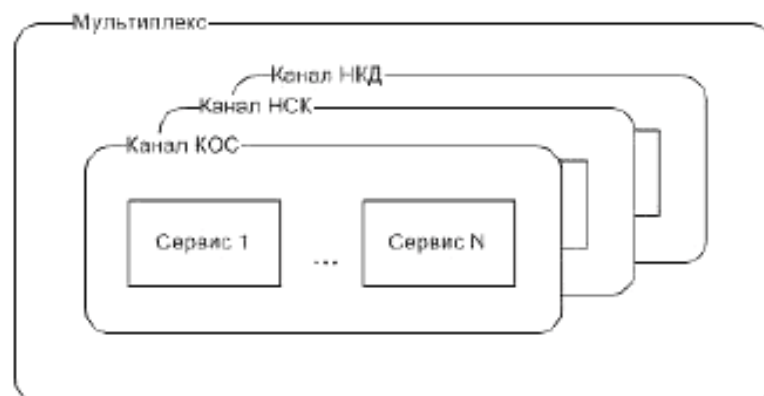 Мультиплекс
Канал НКД
Канал НСК
Канал КОС
Сервис 1
...
Сервис N